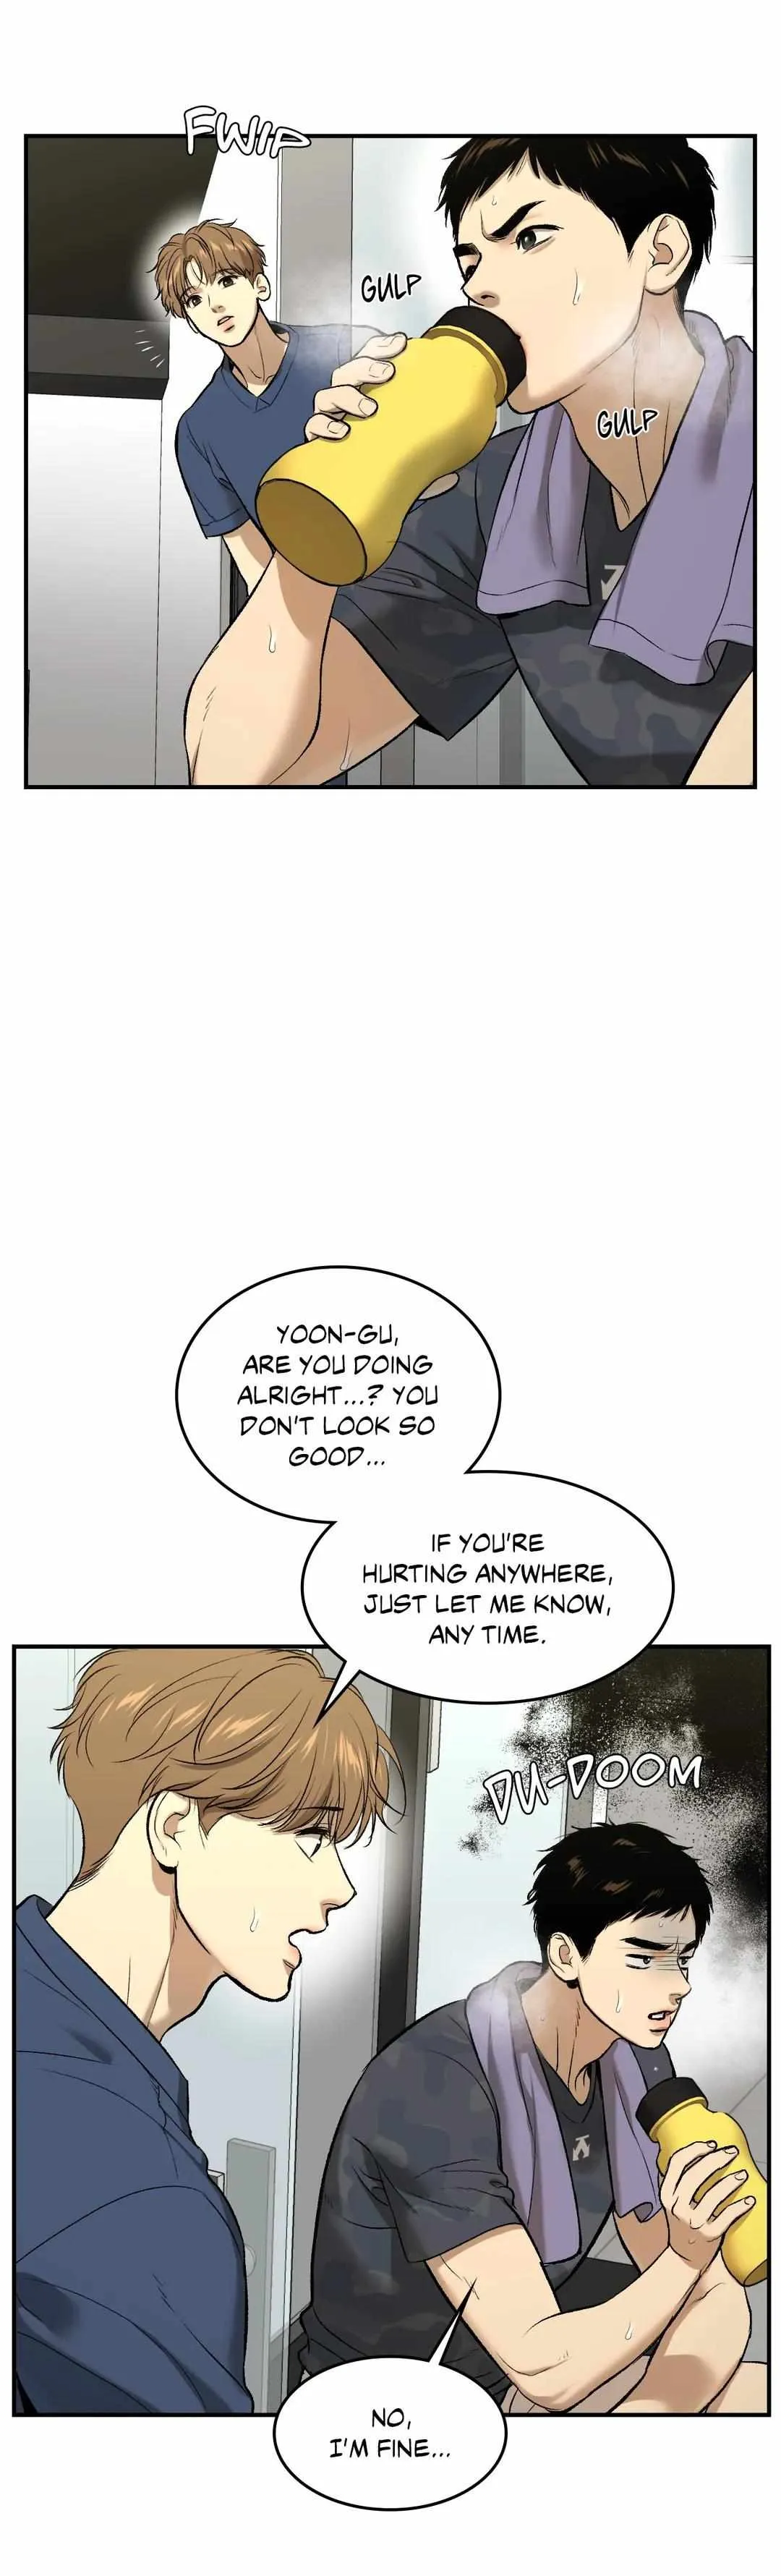 FWIP
GULP
GULP
YOON-GU,
ARE YOU DOING
ALRIGHT...? YOU
DON'T LOOK SO
GOOD...
IF YOU'RE
HURTING ANYWHERE,
JUST LET ME KNOW,
ANY TIME.
DU-DOOM
NO,
I'M FINE...